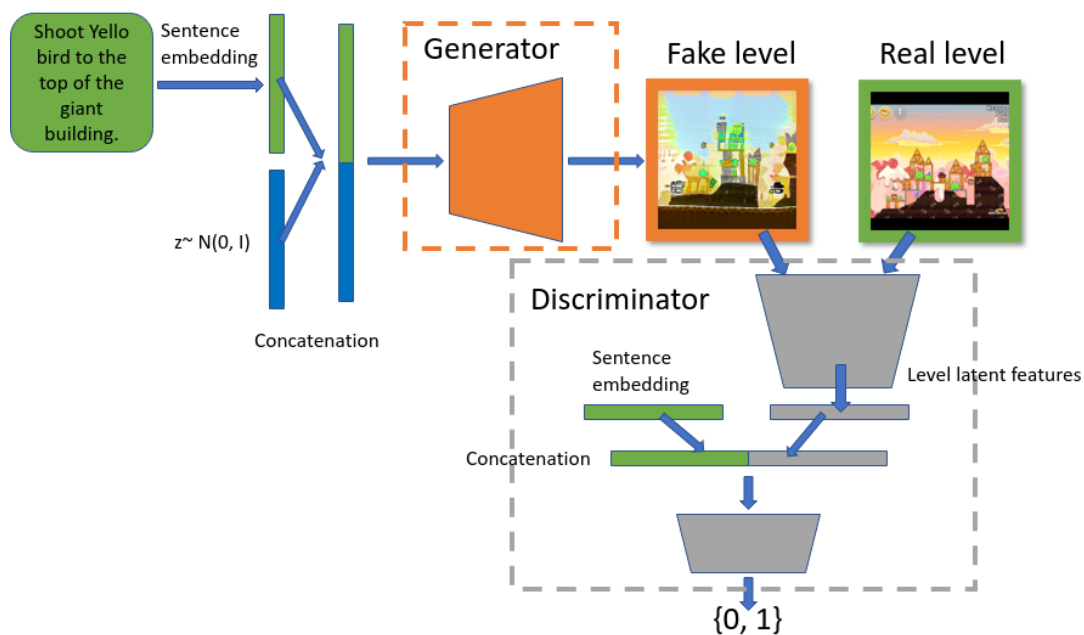 Shoot Yello
bird to the
top of the
giant
building.
Sentence
embedding
z~ N(0, I)
Concatenation
Generator
Fake level
Real level
Discriminator
Sentence
embedding
Level latent features
Concatenation
{0, 1}